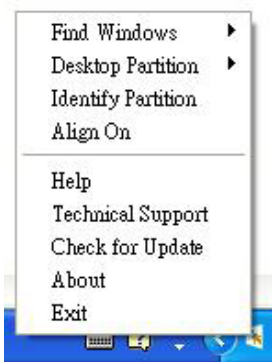 Find Windows
Desktop Partition
Identify Partition
Align On
Help
Technical Support
Check for Update
About
Exit